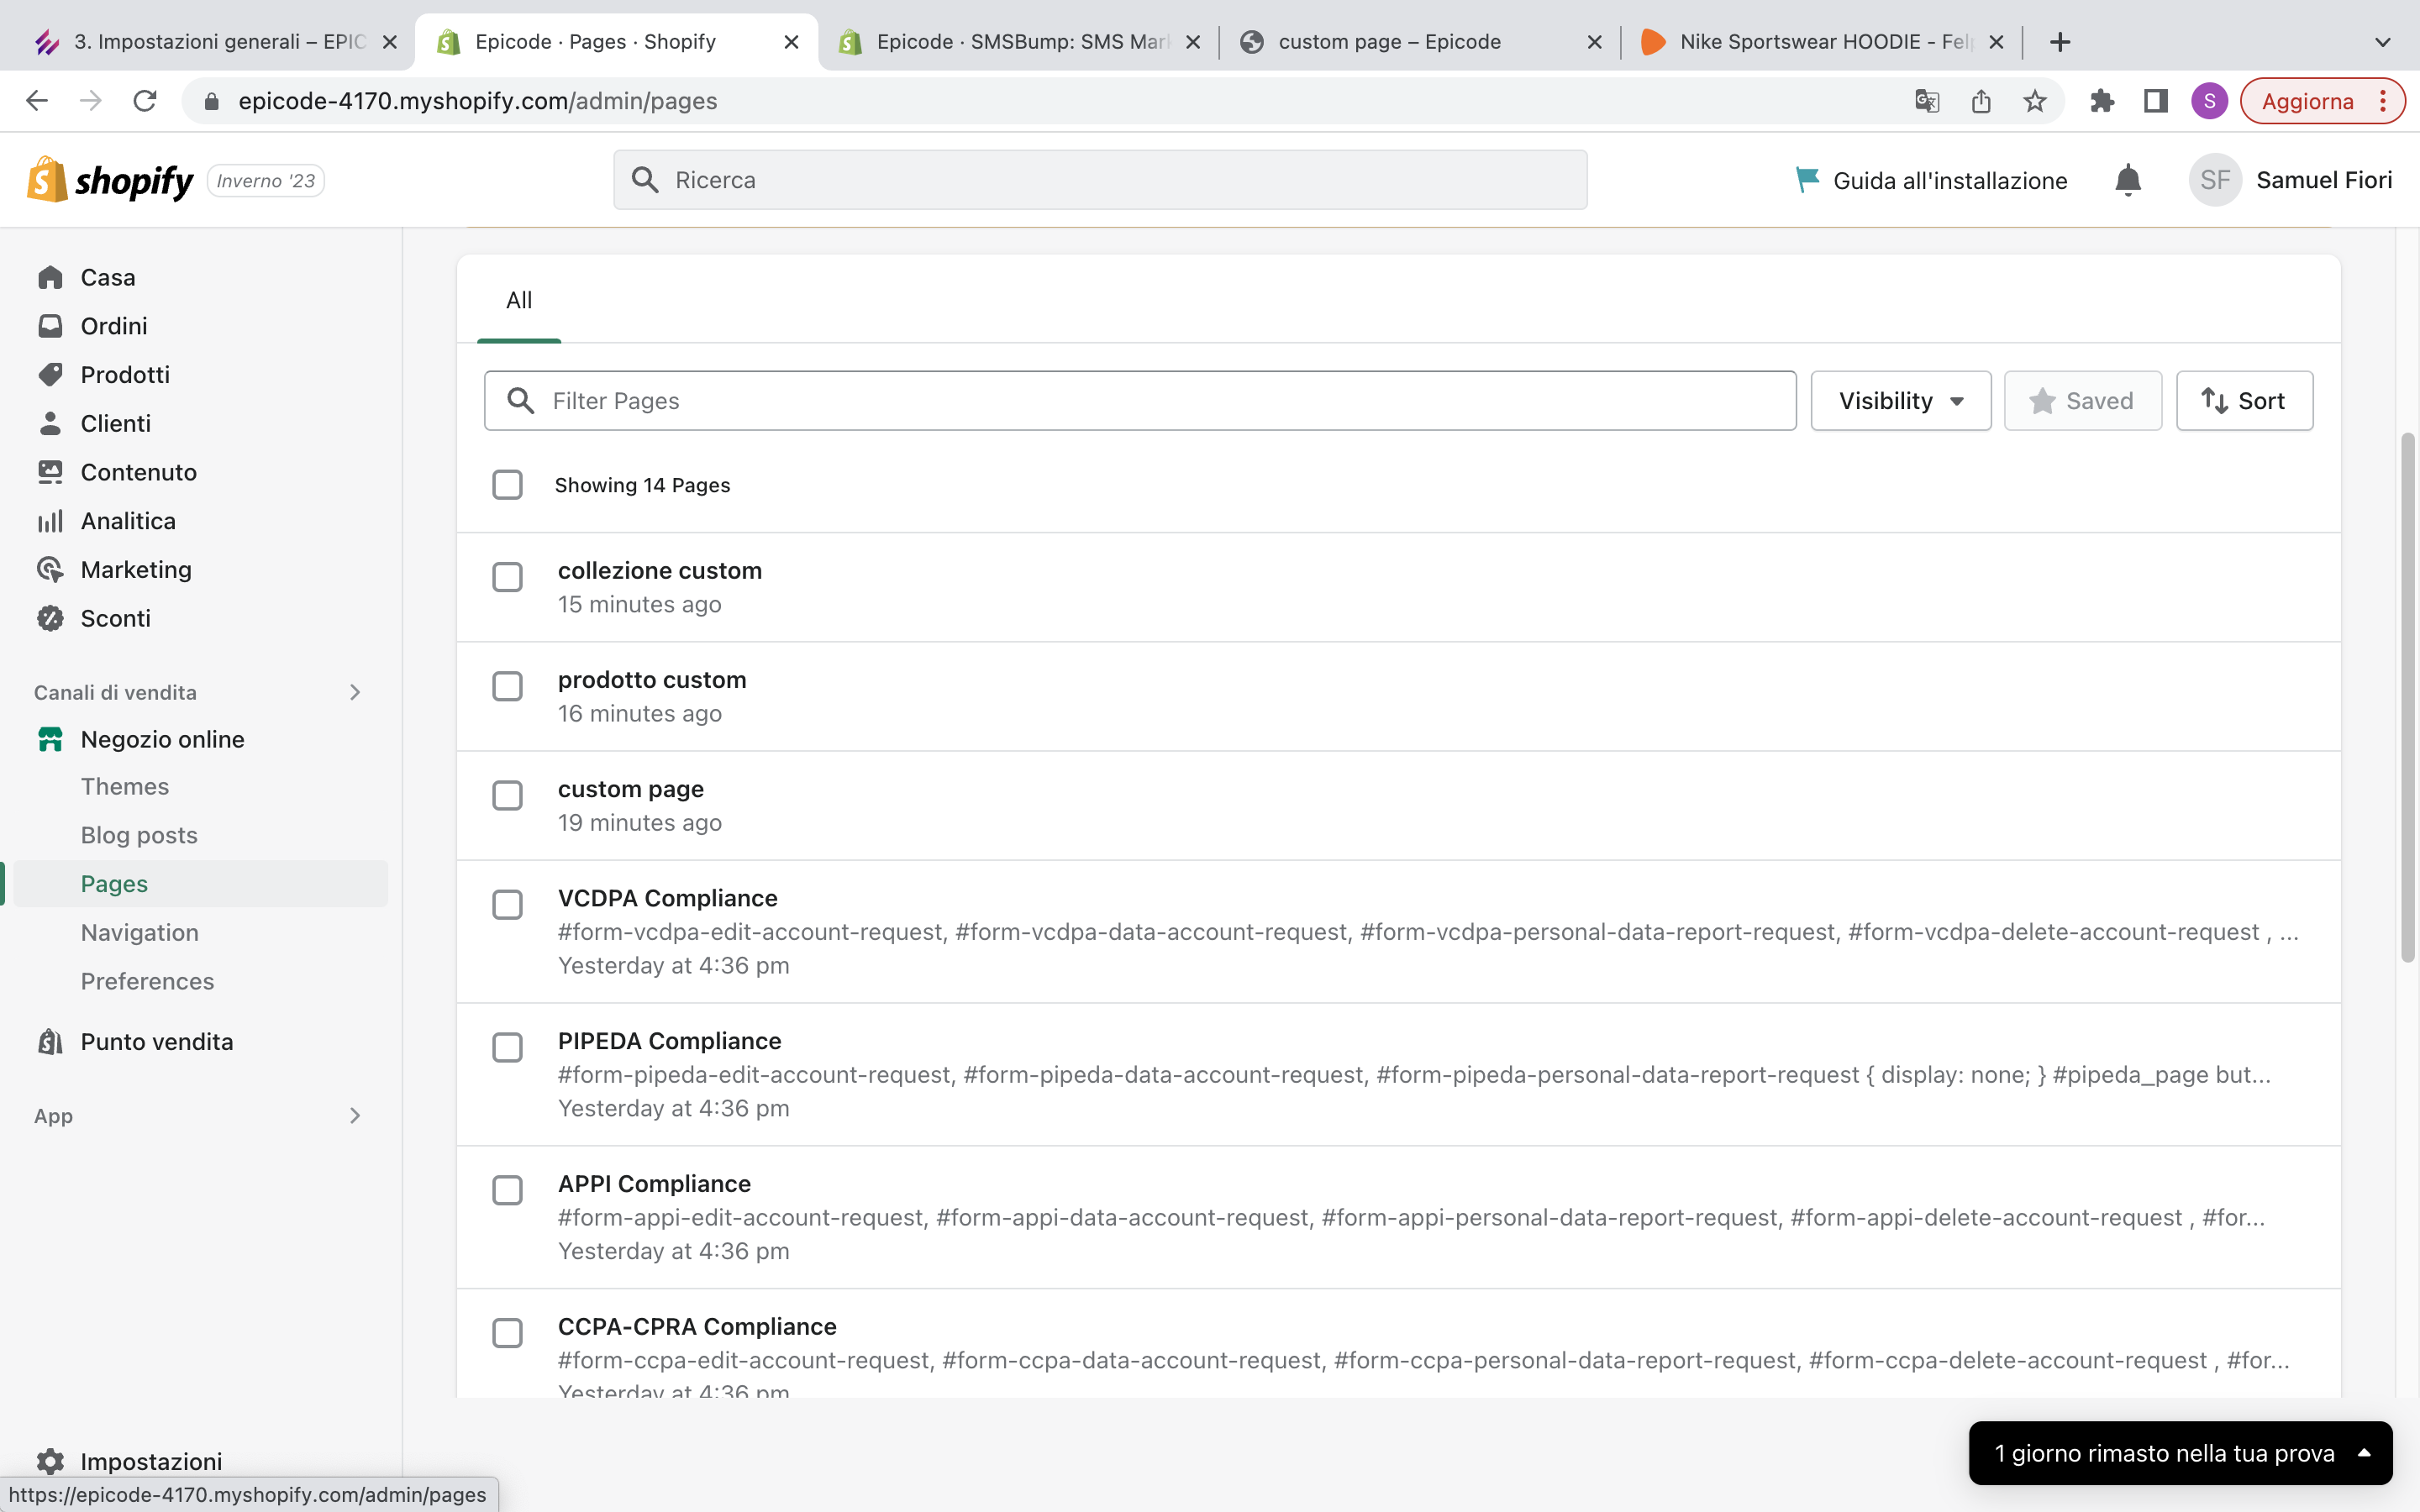 3. Impostazioni generali – EPIC
Epicode · Pages · Shopify
Epicode · SMSBump: SMS Mar
custom page – Epicode
Nike Sportswear HOODIE - Felp
epicode-4170.myshopify.com/admin/pages
S
Aggiorna
shopify
Inverno '23
Ricerca
Guida all'installazione
SF
Samuel Fiori
Casa
Ordini
Prodotti
Clienti
Contenuto
Analitica
Marketing
Sconti
Canali di vendita
Negozio online
Themes
Blog posts
Pages
Navigation
Preferences
Punto vendita
App
Impostazioni
https://epicode-4170.myshopify.com/admin/pages
All
Filter Pages
Visibility
Saved
Sort
Showing 14 Pages
collezione custom
15 minutes ago
prodotto custom
16 minutes ago
custom page
19 minutes ago
VCDPA Compliance
#form-vcdpa-edit-account-request, #form-vcdpa-data-account-request, #form-vcdpa-personal-data-report-request, #form-vcdpa-delete-account-request , ...
Yesterday at 4:36 pm
PIPEDA Compliance
#form-pipeda-edit-account-request, #form-pipeda-data-account-request, #form-pipeda-personal-data-report-request { display: none; } #pipeda_page but...
Yesterday at 4:36 pm
APPI Compliance
#form-appi-edit-account-request, #form-appi-data-account-request, #form-appi-personal-data-report-request, #form-appi-delete-account-request , #for...
Yesterday at 4:36 pm
CCPA-CPRA Compliance
#form-ccpa-edit-account-request, #form-ccpa-data-account-request, #form-ccpa-personal-data-report-request, #form-ccpa-delete-account-request , #for...
Yesterday at 4:36 pm
1 giorno rimasto nella tua prova